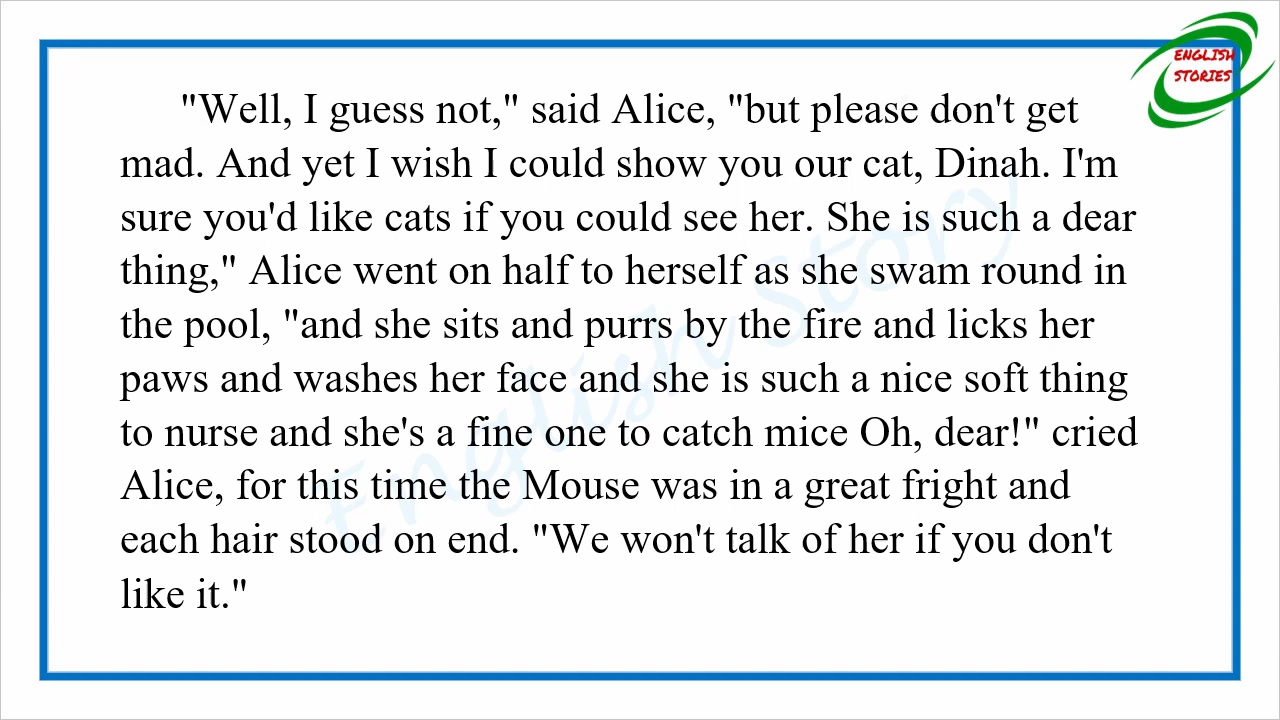 ENGLISH
STORIES
"Well, I guess not," said Alice, "but please don't get
mad. And yet I wish I could show you our cat, Dinah. I'm
sure you'd like cats if you could see her. She is such a dear
thing," Alice went on half to herself as she swam round in
the pool, "and she sits and purrs by the fire and licks her
paws and washes her face and she is such a nice soft thing
to nurse and she's a fine one to catch mice Oh, dear!" cried
Alice, for this time the Mouse was in a great fright and
each hair stood on end. "We won't talk of her if you don't
like it."
English Story